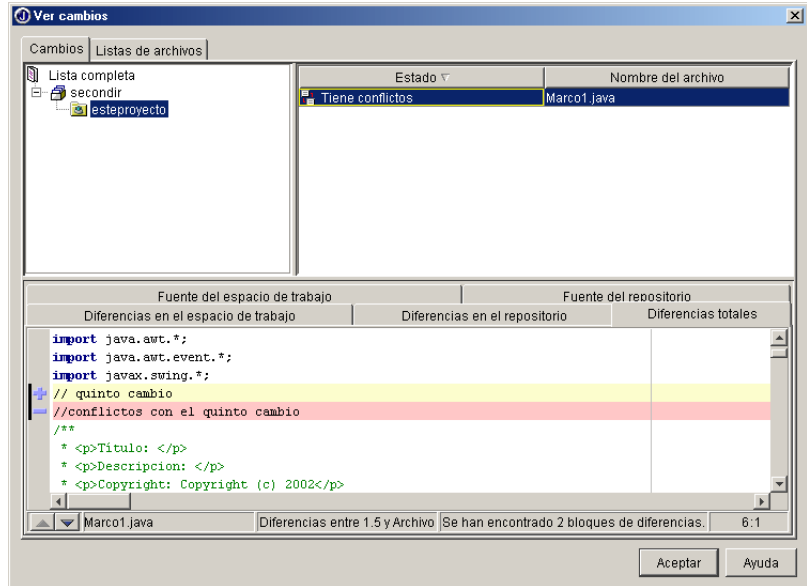 Ver cambios
Cambios
Listas de archivos
Lista completa
secondir
esteproyecto
Estado
Nombre del archivo
Tiene conflictos
Marco1.java
Fuente del espacio de trabajo
Fuente del repositorio
Diferencias en el espacio de trabajo
Diferencias en el repositorio
Diferencias totales
import java.awt.*;
import java.awt.event.*;
import javax.swing.*;
// quinto cambio
//conflictos con el quinto cambio
/**
* <p>Título: </p>
* <p>Descripcion: </p>
* <p>Copyright: Copyright (c) 2002</p>
Marco1.java
Diferencias entre 1.5 y Archivo
Se han encontrado 2 bloques de diferencias.
6:1
Aceptar
Ayuda